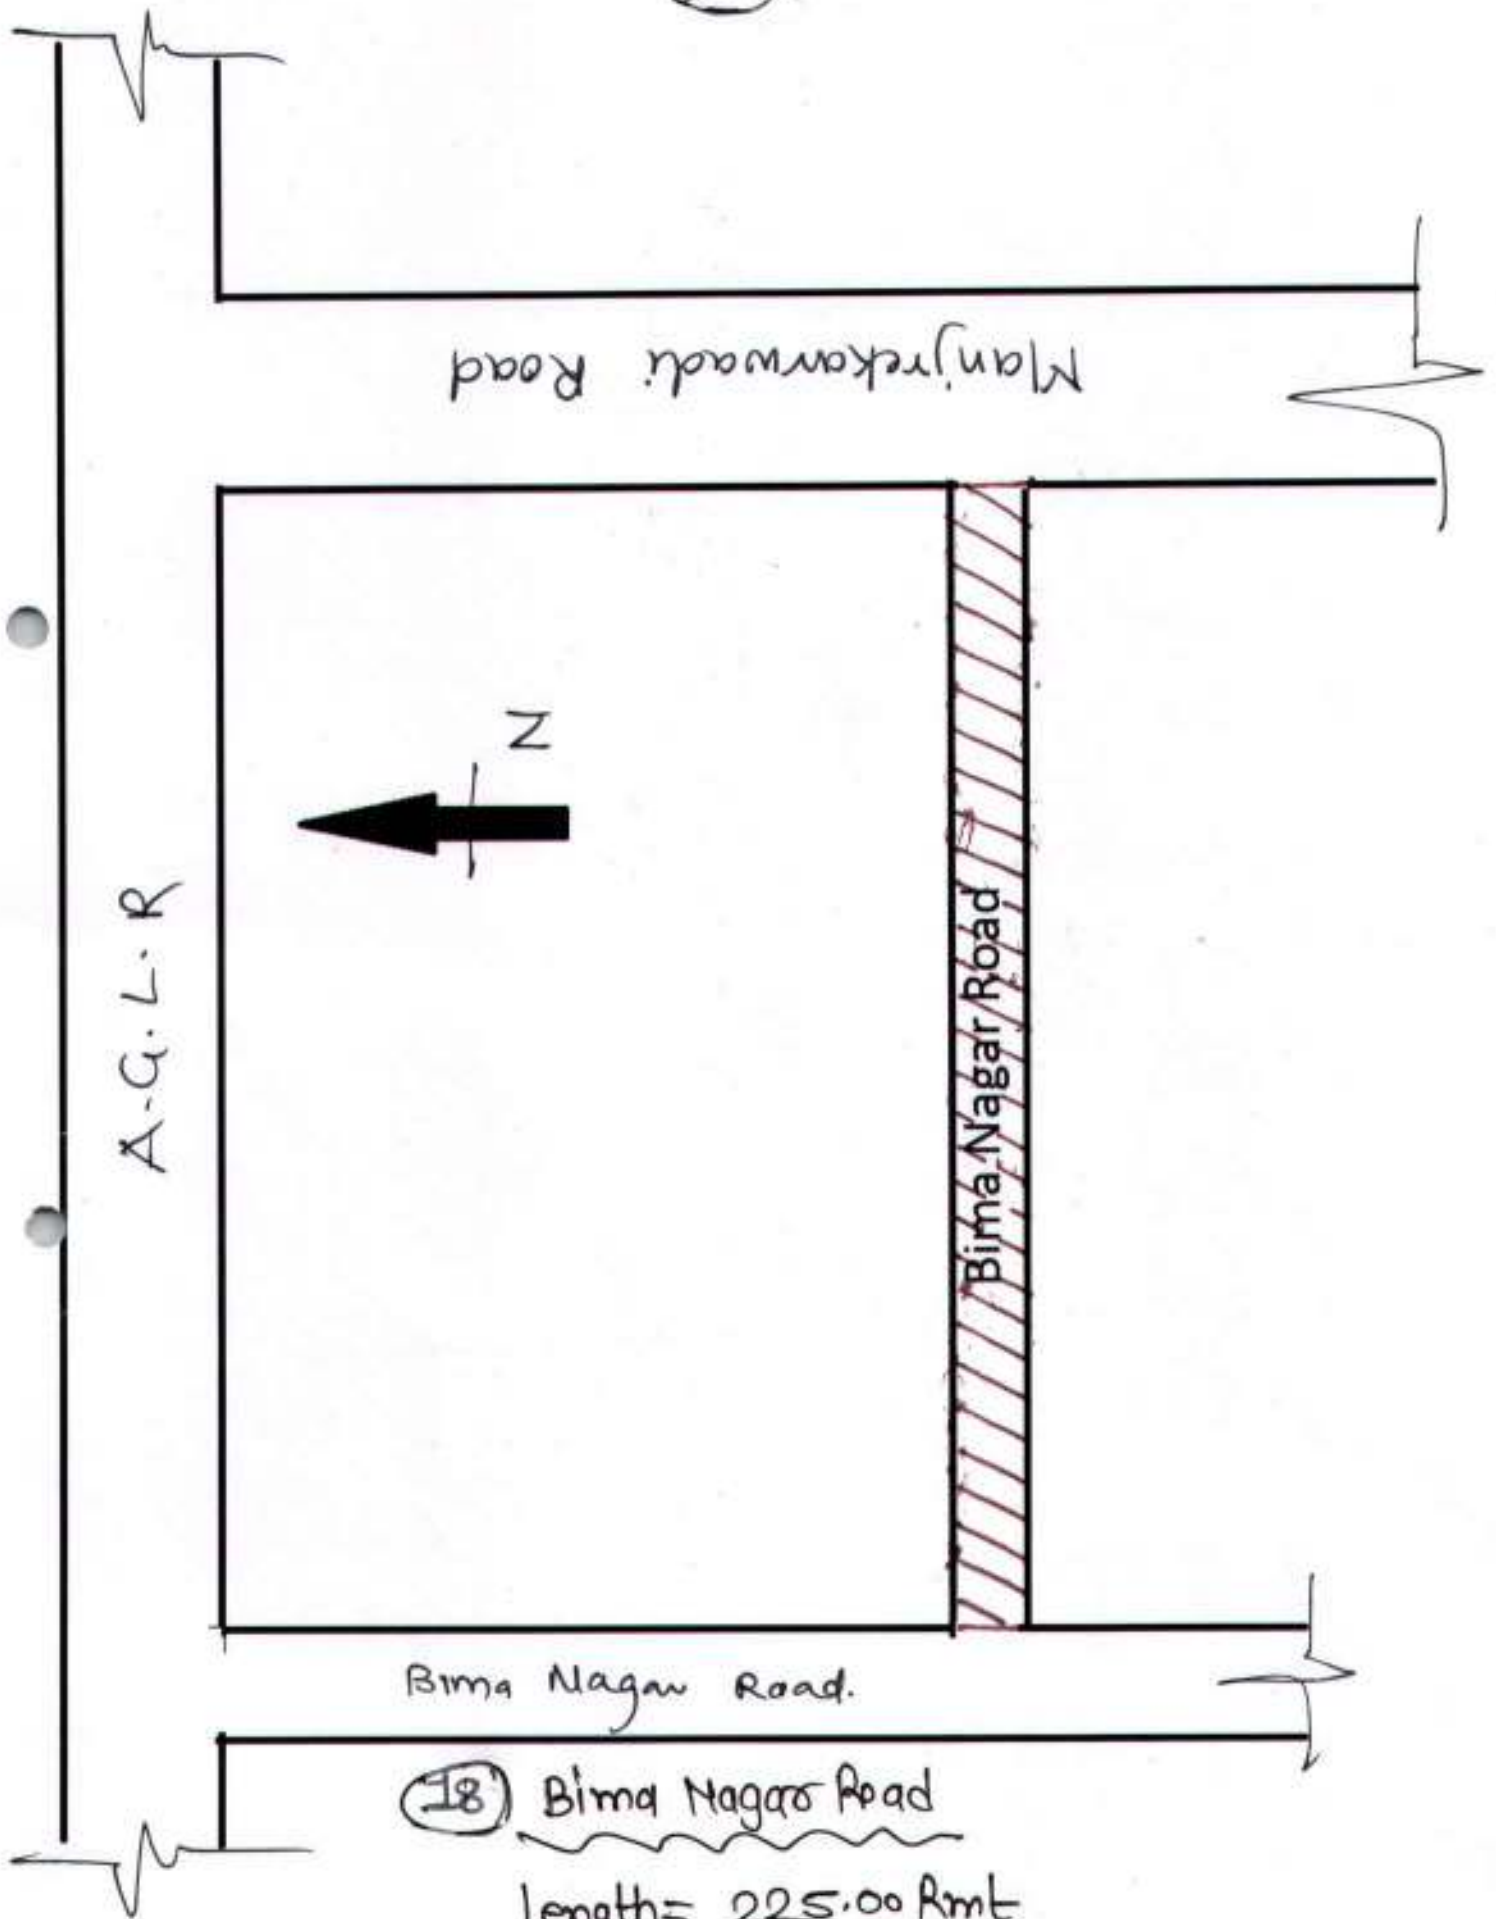 Manjrekarwadi Road
N
A.G.L.R
Bima Nagar Road
Bima Nagar Road.
18 Bima Nagar Road
Length= 225.00 Rmt